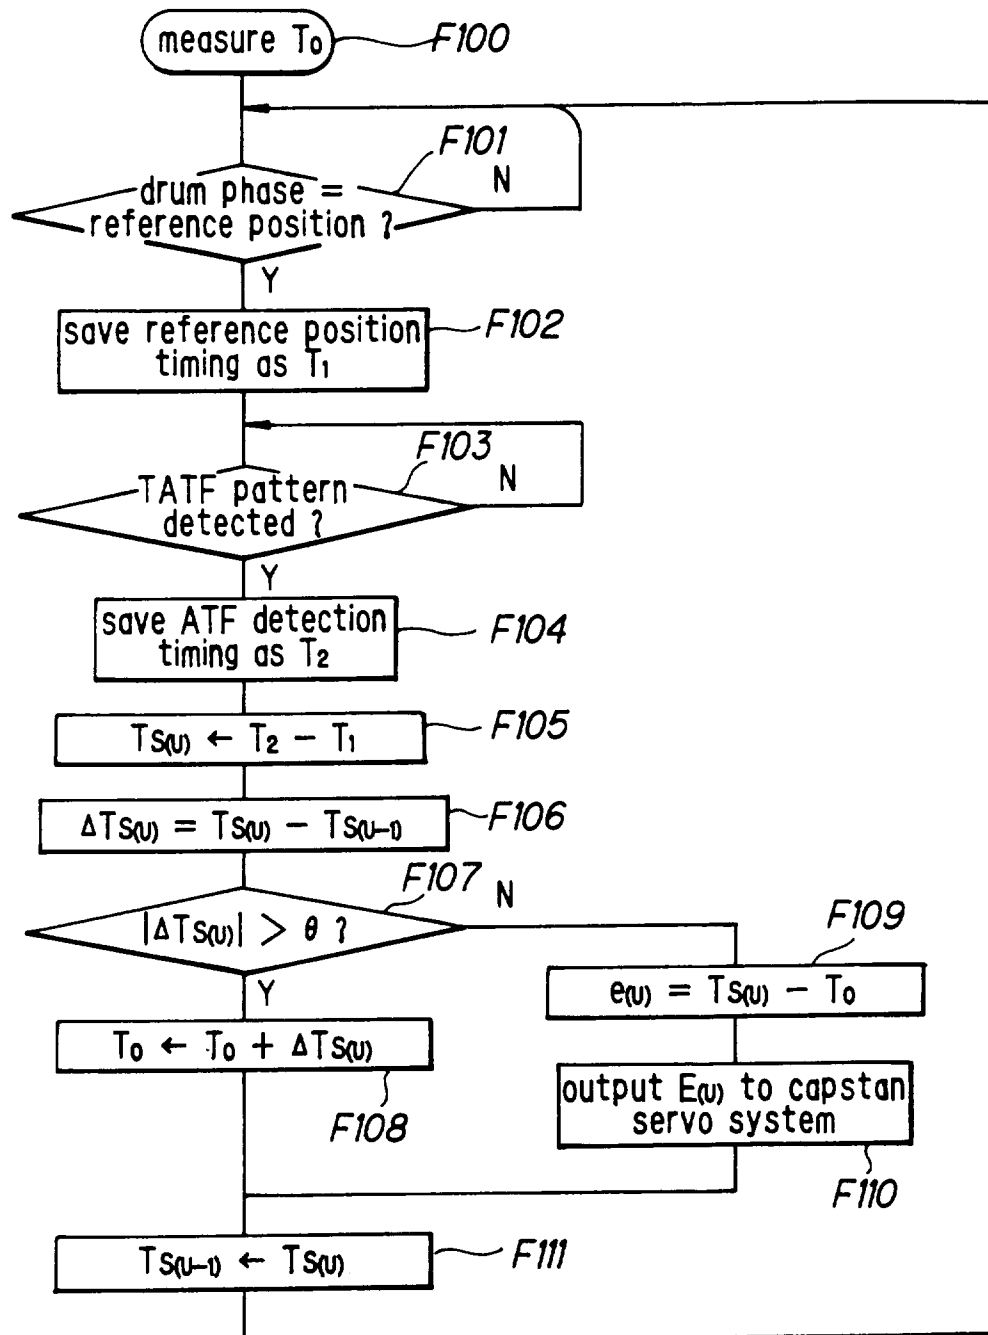 measure T₀
F100
F101
N
drum phase =
reference position ?
Y
save reference position
timing as T₁
F102
F103
N
TATF pattern
detected ?
Y
save ATF detection
timing as T₂
F104
Ts(U) ← T₂ − T₁
F105
ΔTs(U) = Ts(U) − Ts(U−1)
F106
F107
N
|ΔTs(U)| > θ ?
Y
F109
e(U) = Ts(U) − T₀
T₀ ← T₀ + ΔTs(U)
F108
output E(U) to capstan
servo system
F110
Ts(U−1) ← Ts(U)
F111